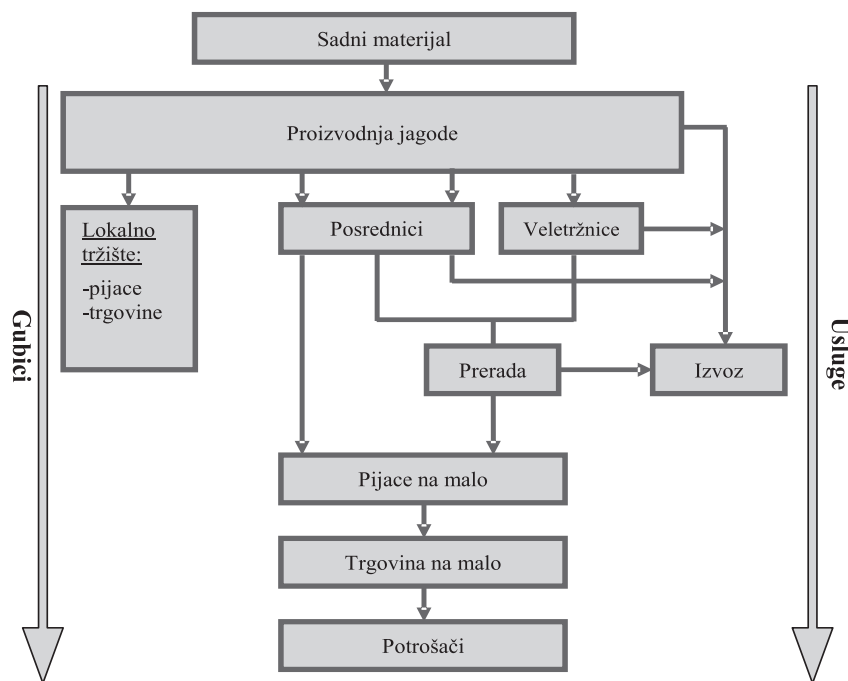 Sadni materijal
Proizvodnja jagode
Lokalno
tržište:
-pijace
-trgovine
Posrednici
Veletržnice
Gubici
Usluge
Prerada
Izvoz
Pijace na malo
Trgovina na malo
Potrošači